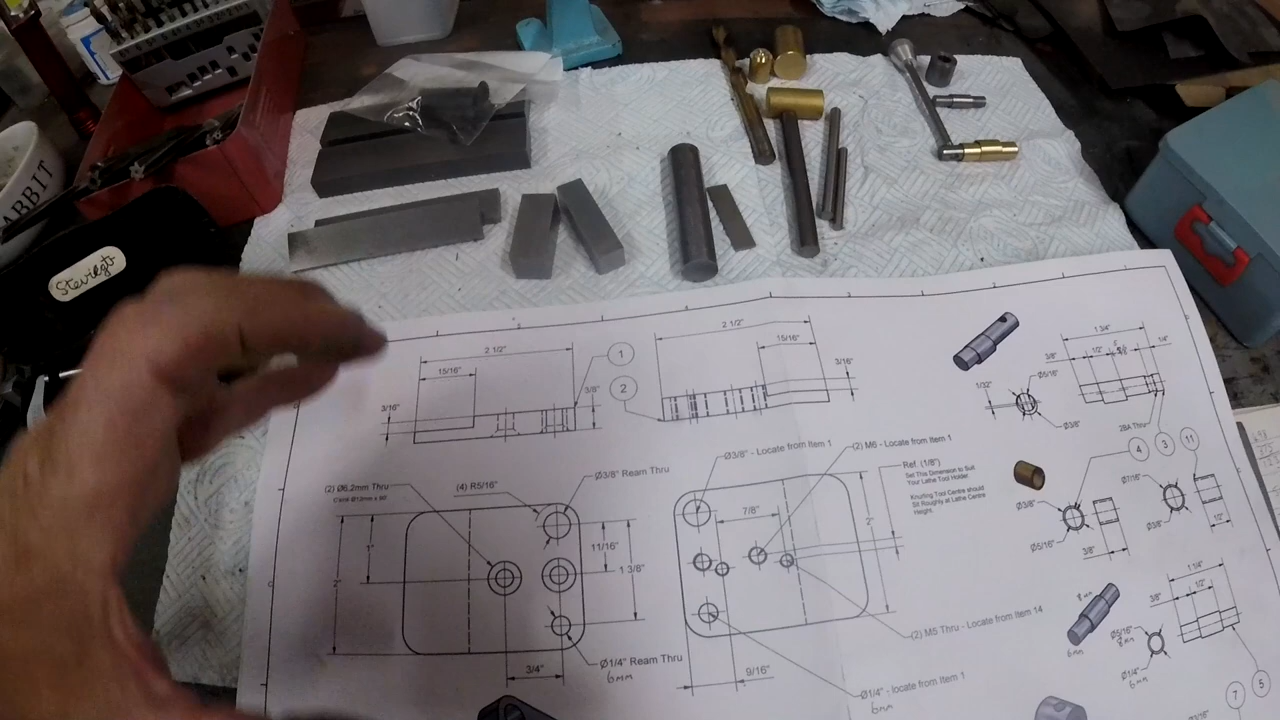 RABBIT
Steviegtr
2 1/2"
15/16"
3/16"
3/8"
1
2
2 1/2"
15/16"
3/16"
1 3/4"
3/8"
1/2"
1/4"
1/32"
Ø5/16"
Ø3/8"
2BA Thru
4
3
11
(2) Ø6.2mm Thru
(4) R5/16"
Ø3/8" Ream Thru
1"
2"
11/16"
1 3/8"
3/4"
Ø1/4" Ream Thru
6mm
Ø3/8" - Locate from Item 1
(2) M6 - Locate from Item 1
7/8"
2"
Ref. (1/8")
Set This Dimension to Suit
Your Lathe Tool Holder.
Knurling Tool Centre should
Sit Roughly at Lathe Centre
Height.
(2) M5 Thru - Locate from Item 14
9/16"
Ø1/4" - locate from Item 1
6mm
Ø3/8"
Ø5/16"
3/8"
Ø7/16"
Ø3/8"
1/2"
1 1/4"
1/2"
3/8"
8mm
6mm
Ø5/16"
8mm
Ø1/4"
6mm
5
7